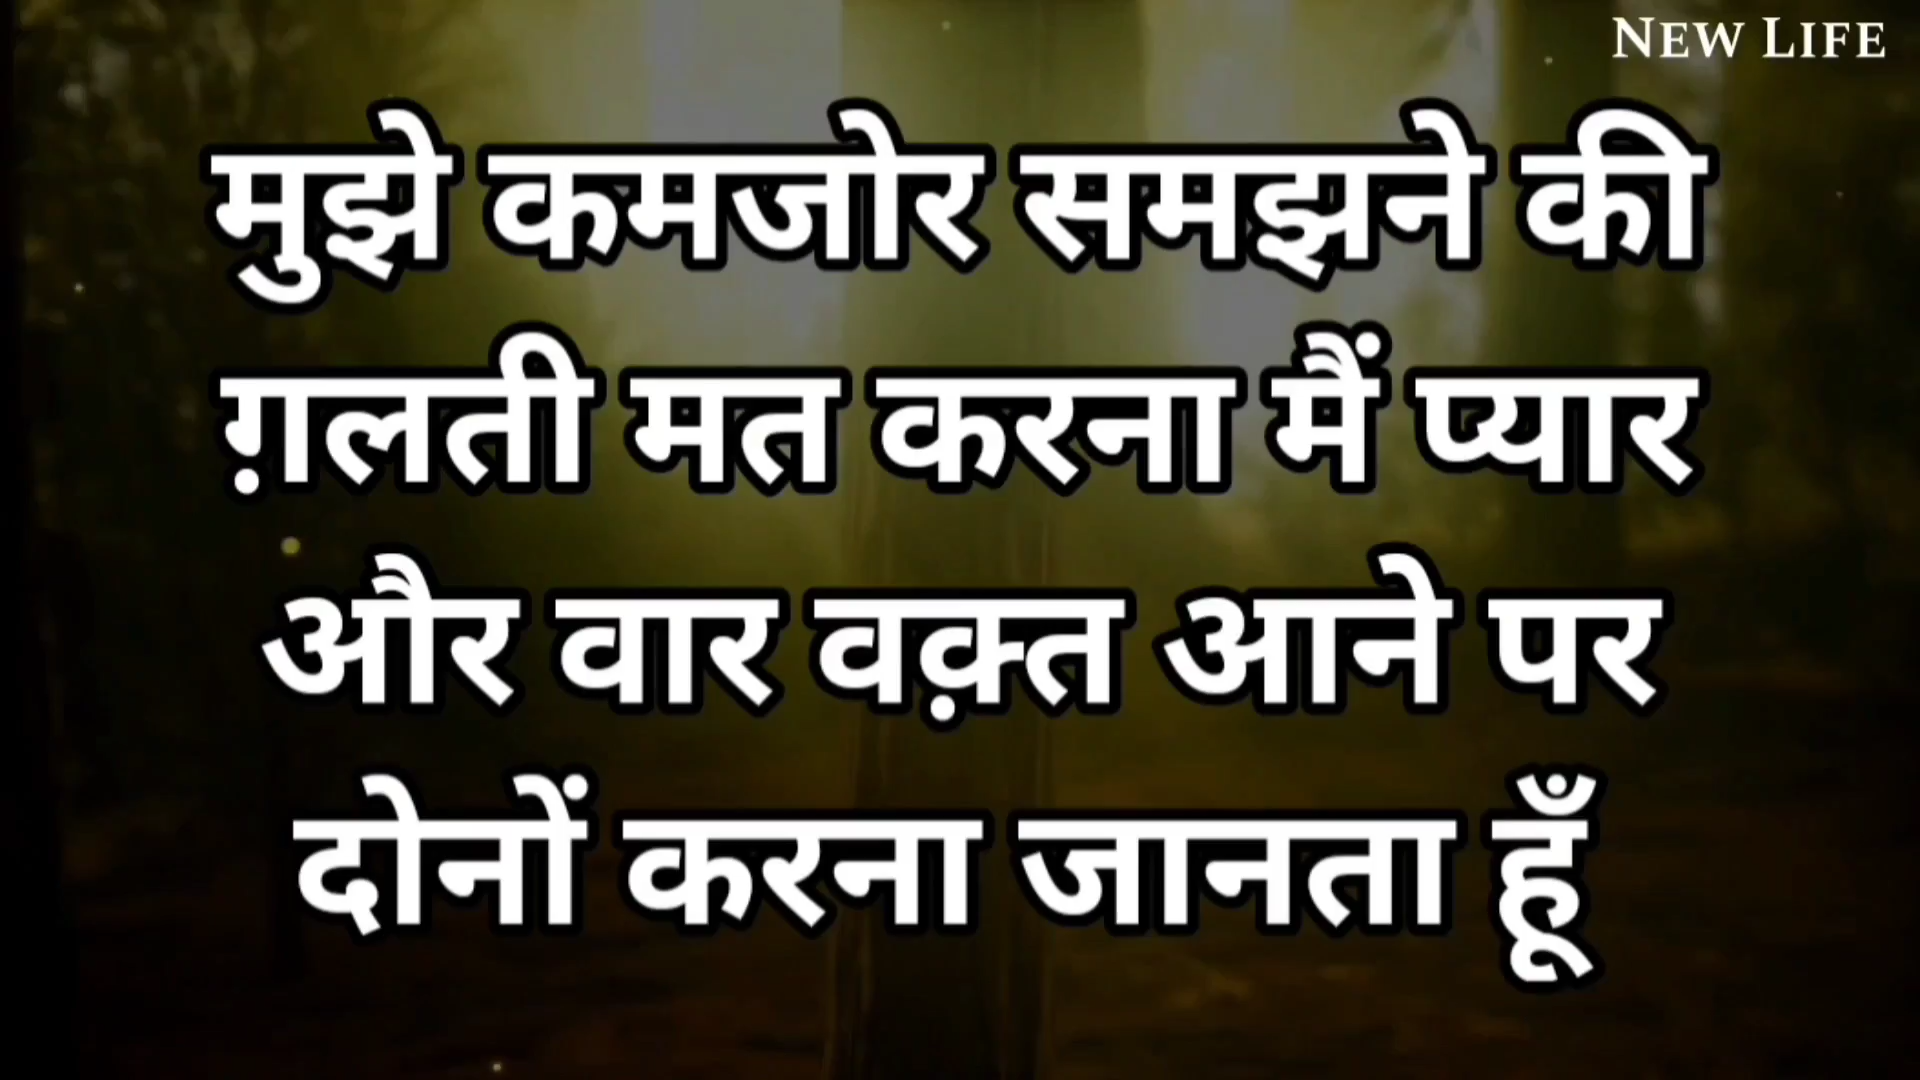 NEW LIFE
मुझे कमजोर समझने की
ग़लती मत करना मैं प्यार
और वार वक़्त आने पर
दोनों करना जानता हूँ